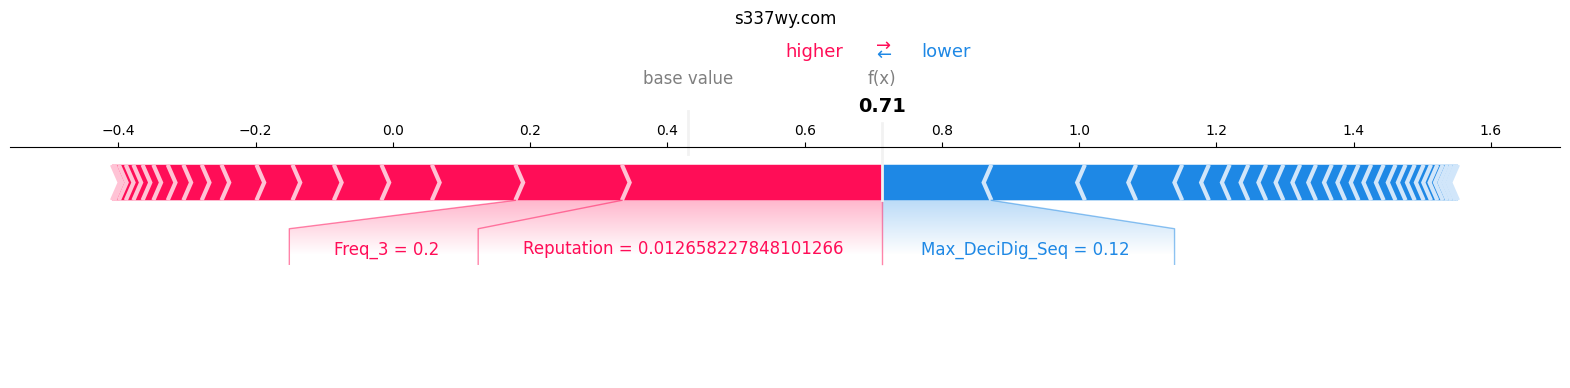 s337wy.com
higher ⇄ lower
base value f(x)
0.71
−0.4 −0.2 0.0 0.2 0.4 0.6 0.8 1.0 1.2 1.4 1.6
Freq_3 = 0.2 Reputation = 0.012658227848101266 Max_DeciDig_Seq = 0.12